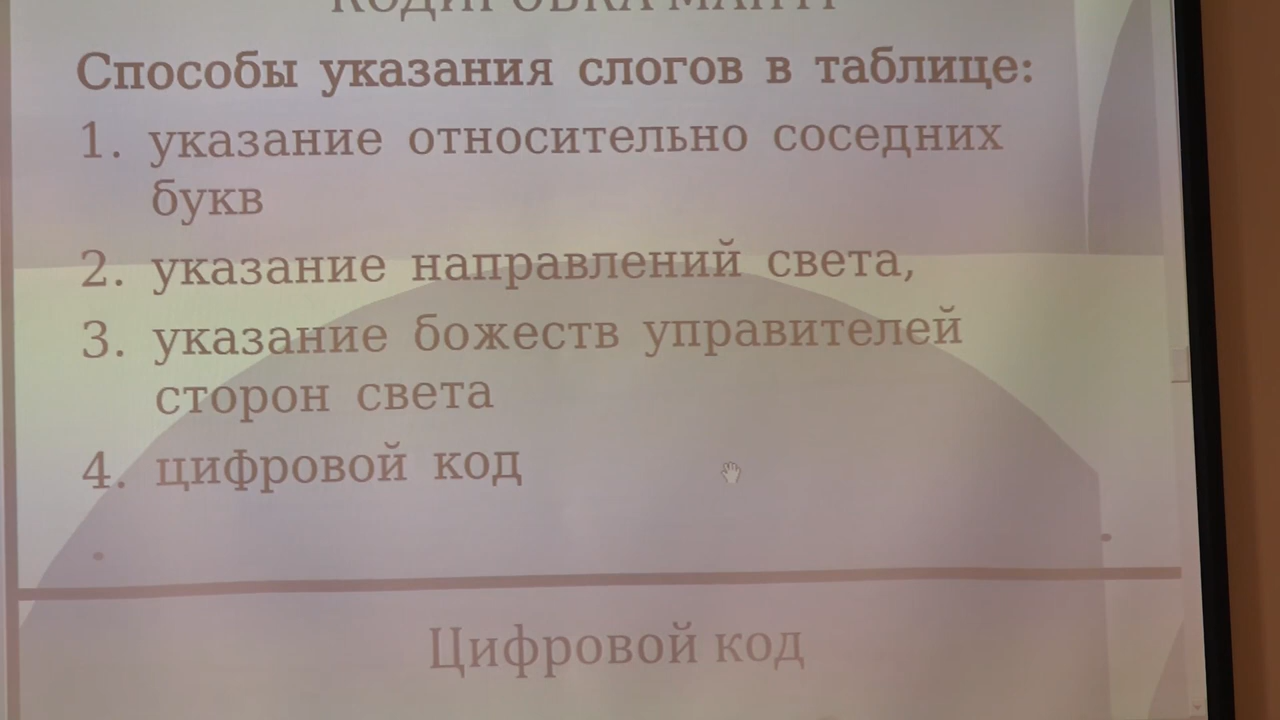 Способы указания слогов в таблице:
1. указание относительно соседних
букв
2. указание направлений света,
3. указание божеств управителей
сторон света
4. цифровой код
Цифровой код